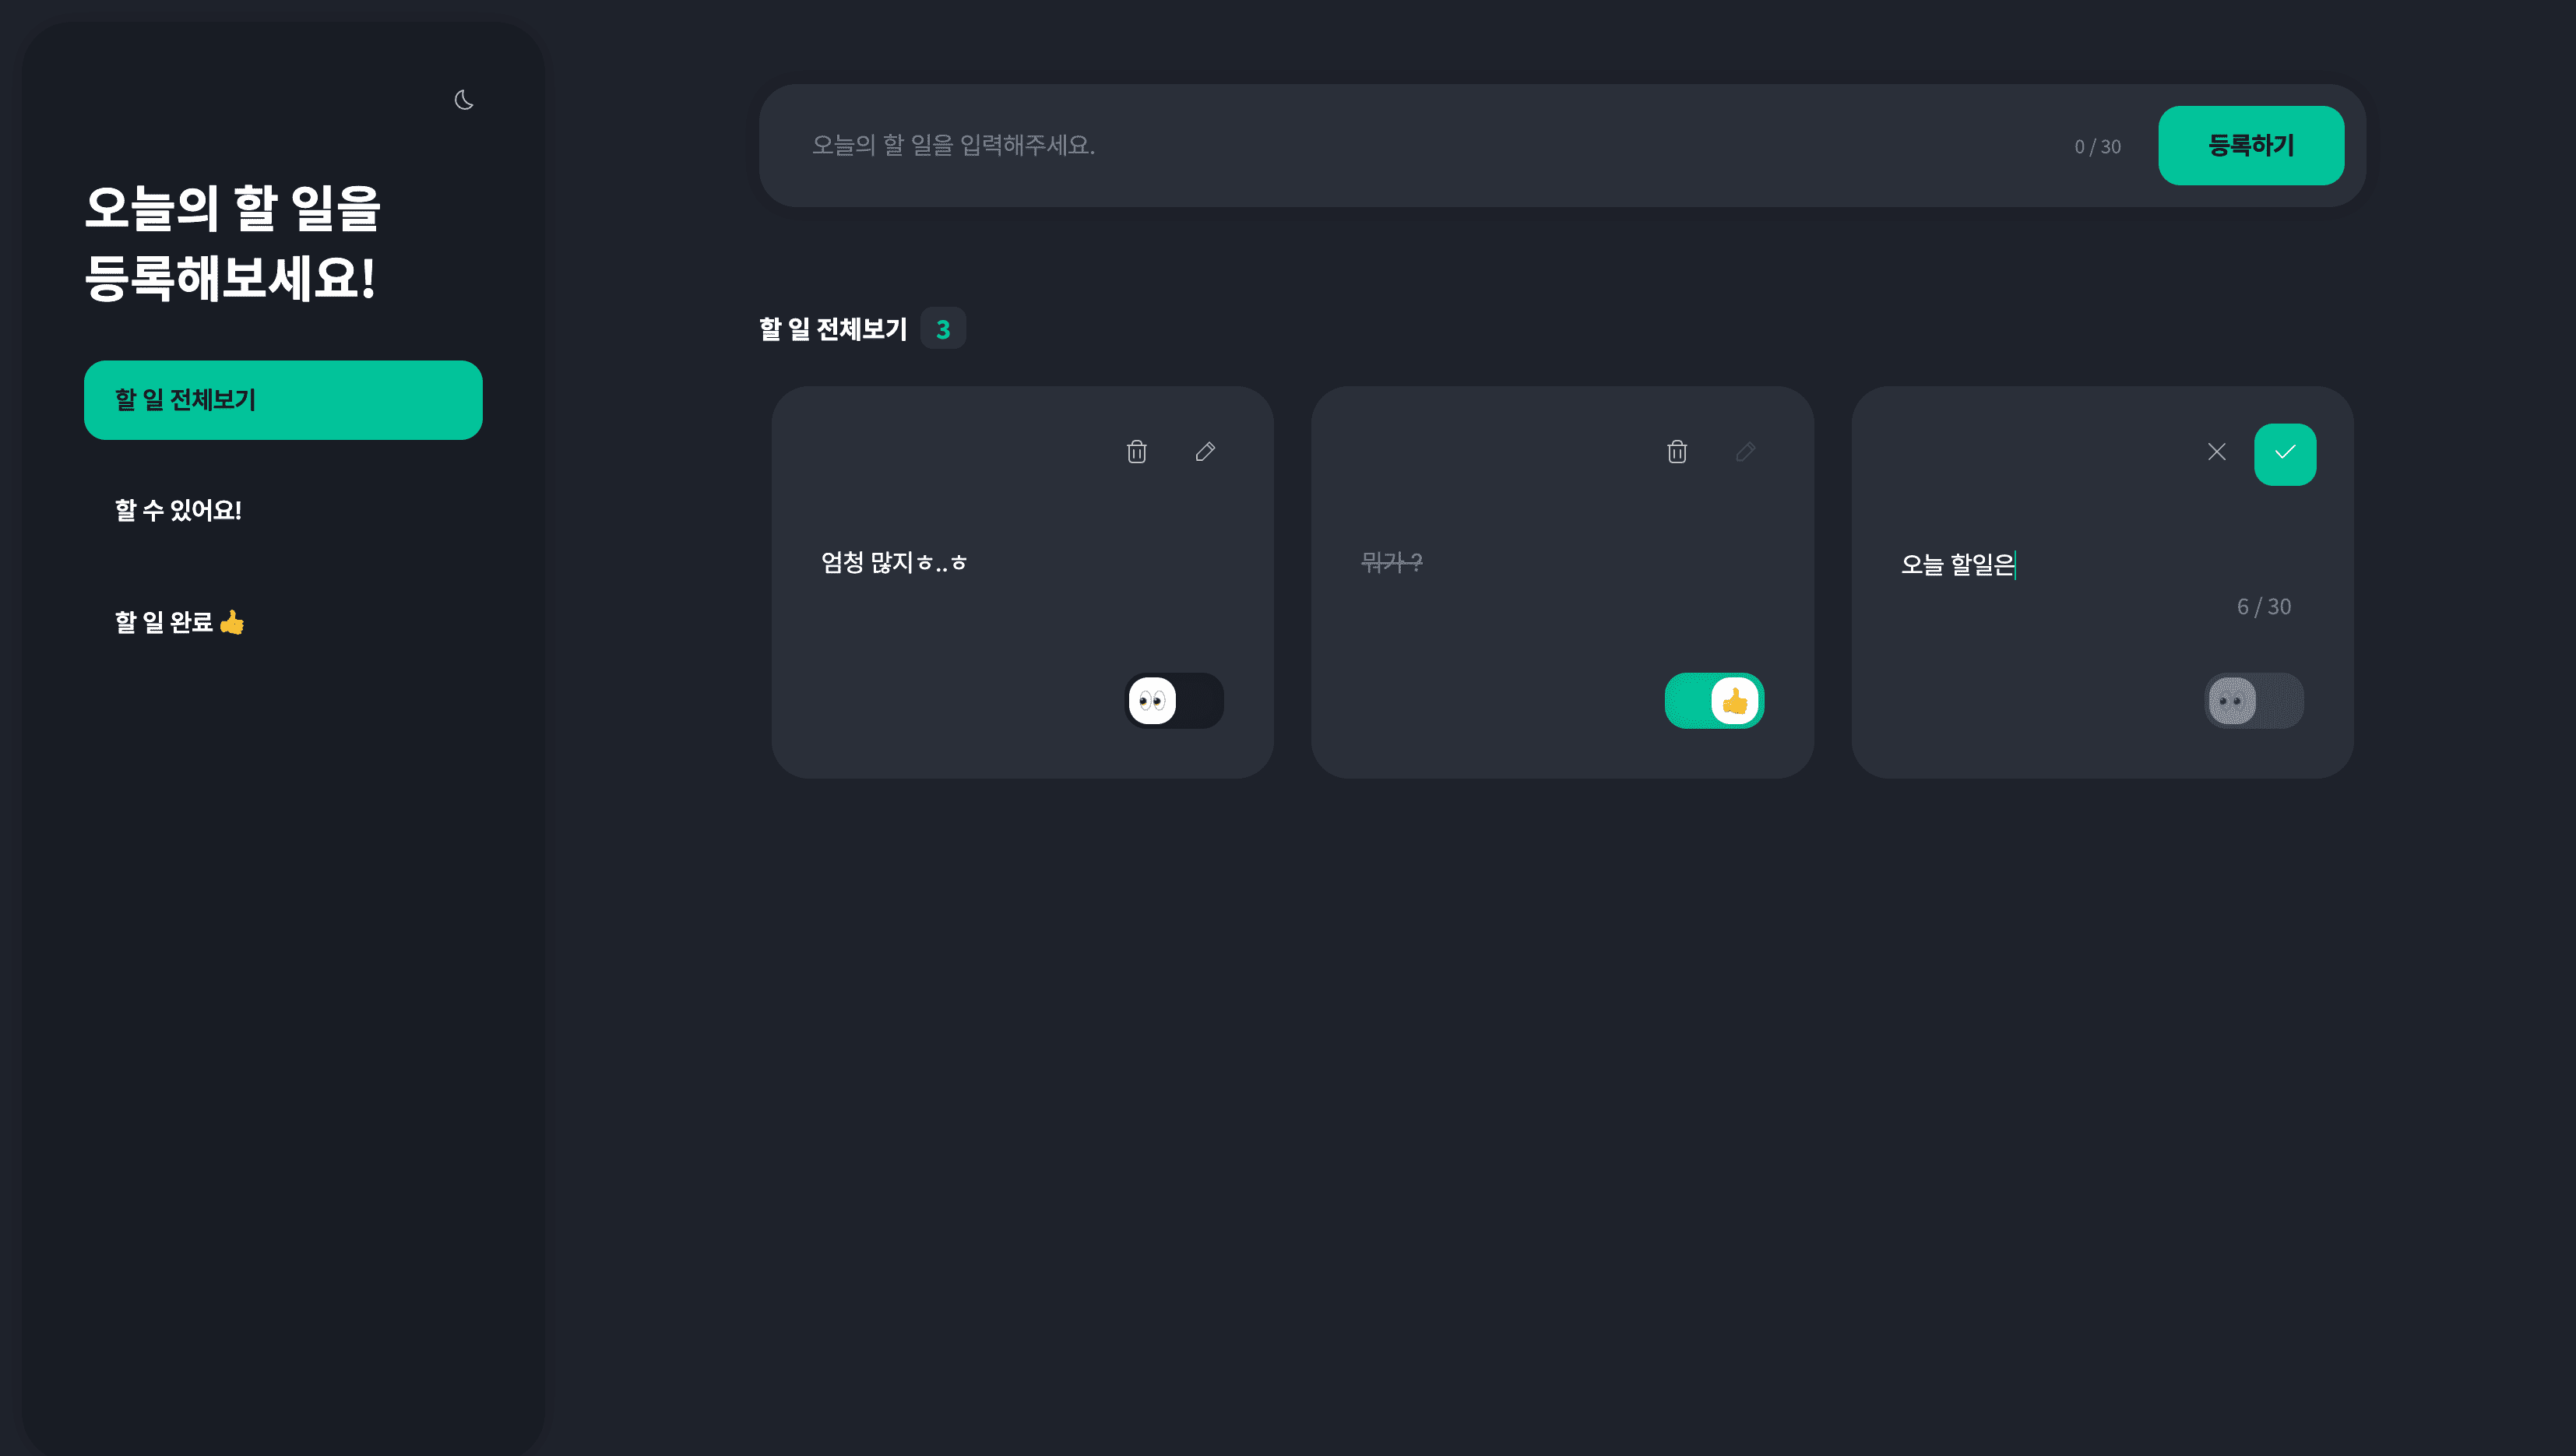 오늘의 할 일을
등록해보세요!
할 일 전체보기
할 수 있어요!
할 일 완료 👍
오늘의 할 일을 입력해주세요.
0 / 30
등록하기
할 일 전체보기 3
엄청 많지ㅎ..ㅎ
뭐가 ?
오늘 할일은
6 / 30